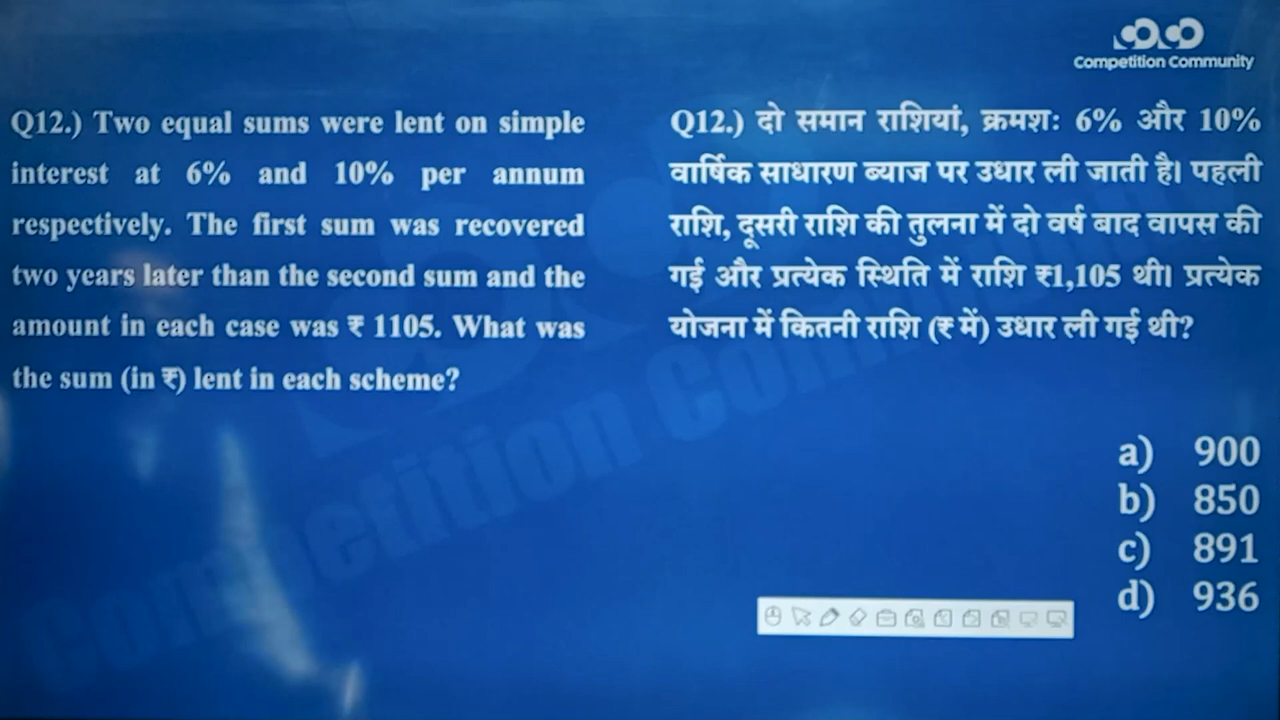 Competition Community
Q12.) Two equal sums were lent on simple
interest at 6% and 10% per annum
respectively. The first sum was recovered
two years later than the second sum and the
amount in each case was ₹ 1105. What was
the sum (in ₹) lent in each scheme?
Q12.) दो समान राशियां, क्रमशः 6% और 10%
वार्षिक साधारण ब्याज पर उधार ली जाती है। पहली
राशि, दूसरी राशि की तुलना में दो वर्ष बाद वापस की
गई और प्रत्येक स्थिति में राशि ₹1,105 थी। प्रत्येक
योजना में कितनी राशि (₹ में) उधार ली गई थी?
a) 900
b) 850
c) 891
d) 936
Competition Community